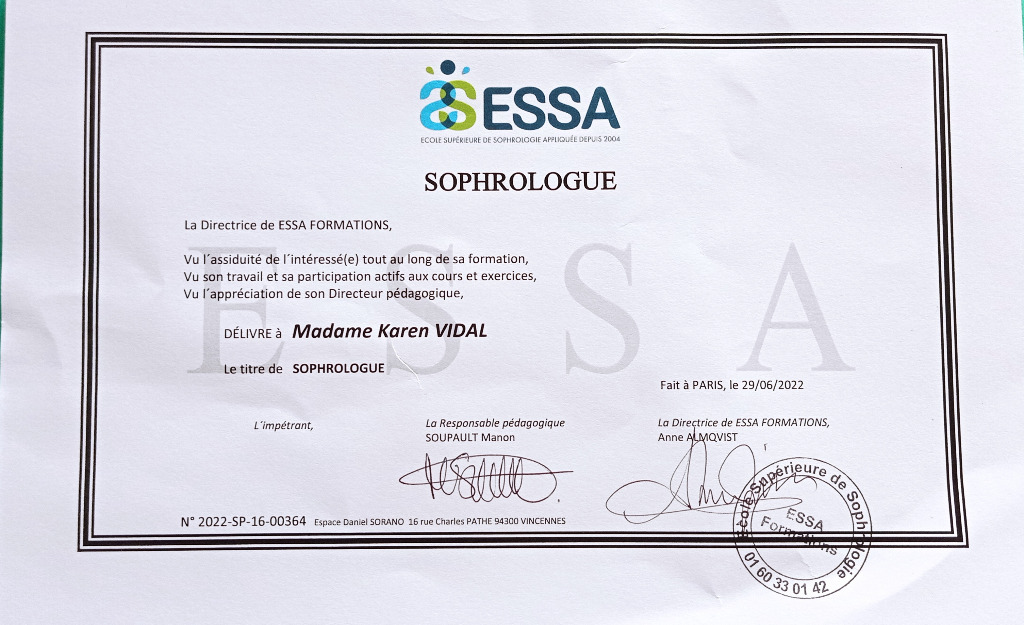 ESSA
ECOLE SUPÉRIEURE DE SOPHROLOGIE APPLIQUÉE DEPUIS 2004
SOPHROLOGUE
La Directrice de ESSA FORMATIONS,
Vu l´assiduité de l´intéressé(e) tout au long de sa formation,
Vu son travail et sa participation actifs aux cours et exercices,
Vu l´appréciation de son Directeur pédagogique,
ESSA
DÉLIVRE à Madame Karen VIDAL
Le titre de SOPHROLOGUE
Fait à PARIS, le 29/06/2022
L´impétrant,
La Responsable pédagogique
SOUPAULT Manon
La Directrice de ESSA FORMATIONS,
Anne ALMQVIST
N° 2022-SP-16-00364 Espace Daniel SORANO 16 rue Charles PATHE 94300 VINCENNES
Ecole Supérieure de Sophrologie
ESSA
Formations
01 60 33 01 42